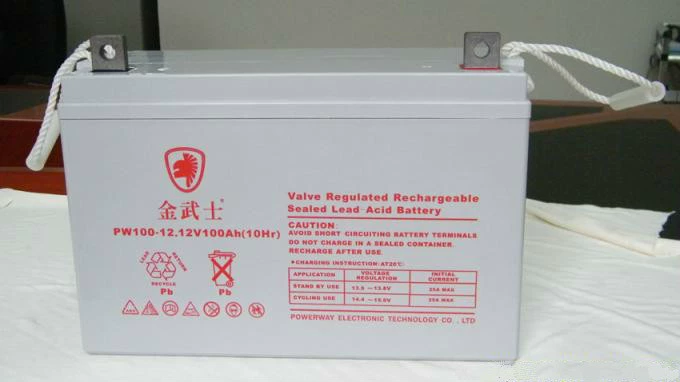 金武士
PW100-12.12V100Ah(10Hr)
LEAD RETURN
RECYCLE
Pb
Pb
Valve Regulated Rechargeable
Sealed Lead-Acid Battery
CAUTION:
AVOID SHORT CIRCUITING BATTERY TERMINALS
DO NOT CHARGE IN A SEALED CONTAINER.
RECHARGE AFTER USE
CHARGING INSTRUCTION:AT20℃
APPLICATION VOLTAGE REGULATION INITIAL CURRENT
STAND BY USE 13.5 ~13.8V 25A MAX
CYCLING USE 14.4 ~15.0V 25A MAX
POWERWAY ELECTRONIC TECHNOLOGY CO., LTD